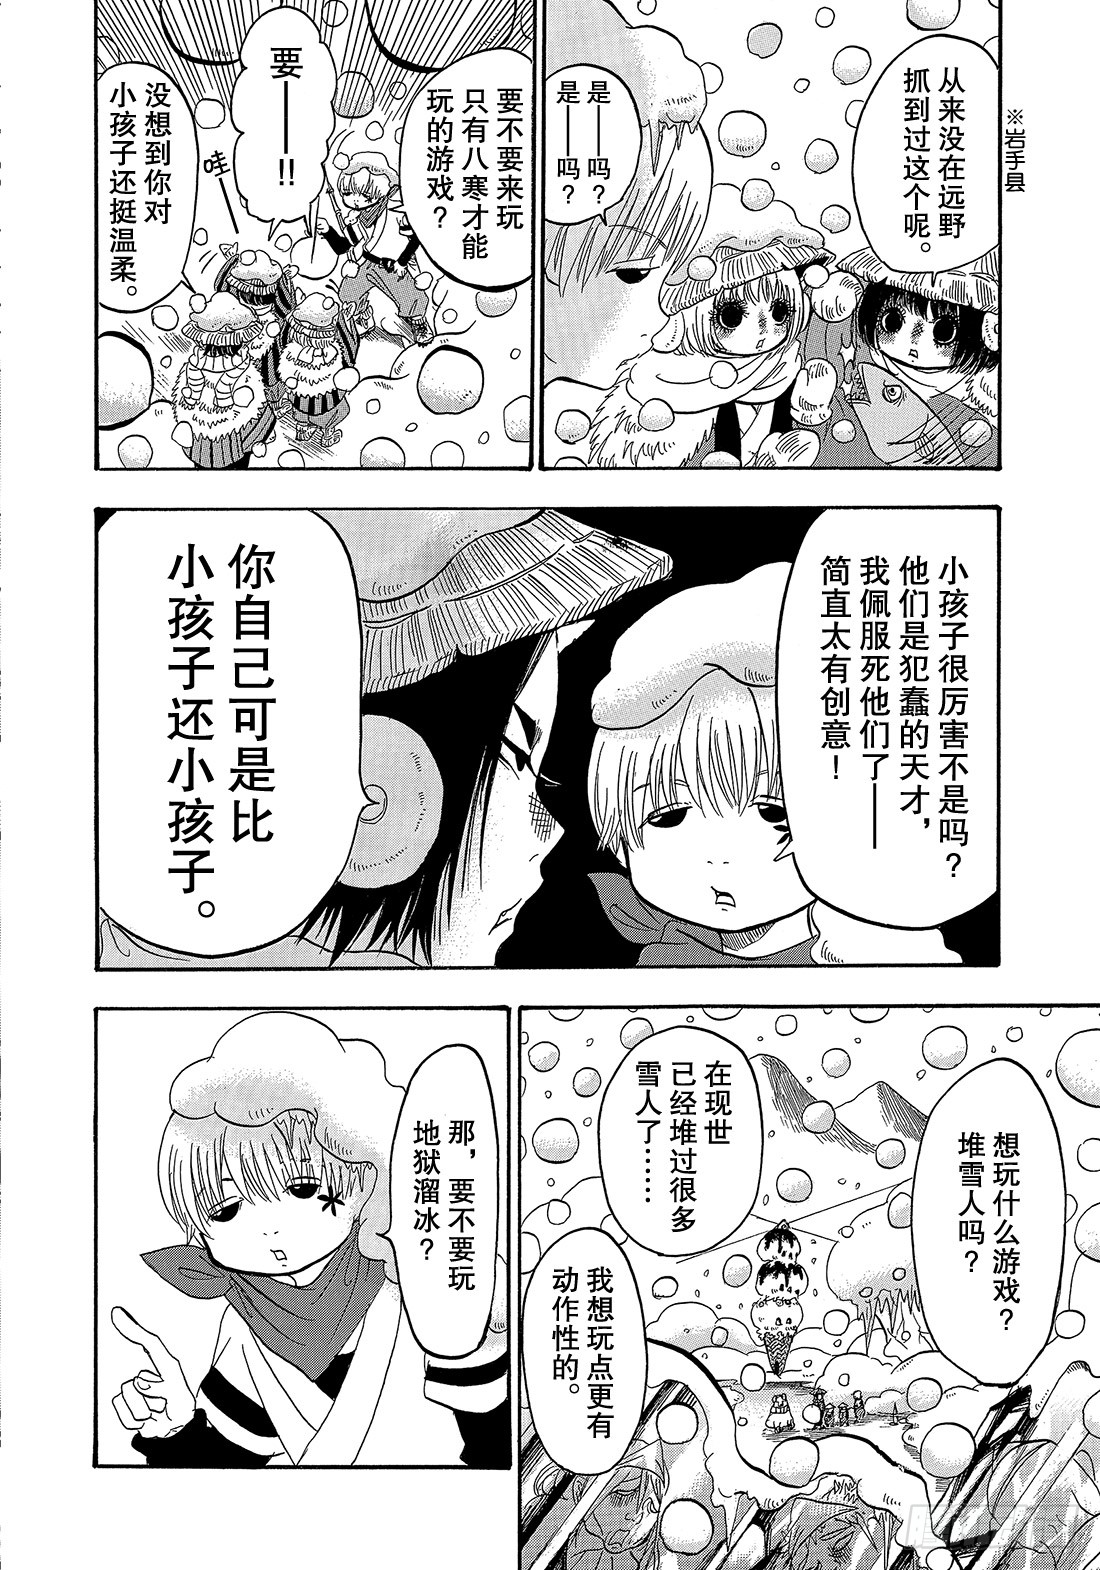 ※岩手县
从来没在远野
抓到过这个呢。
是——吗？
是——吗？
要不要来玩
只有八寒才能
玩的游戏？
要——!!
哇——
没想到你对
小孩子还挺温柔。
小孩子很厉害不是吗？
他们是犯蠢的天才，
我佩服死他们了——
简直太有创意！
你自己可是比
小孩子还小孩子。
想玩什么游戏？
堆雪人吗？
在现世
已经堆过很多
雪人了……
我想玩点更有
动作性的。
那，要不要玩
地狱溜冰？